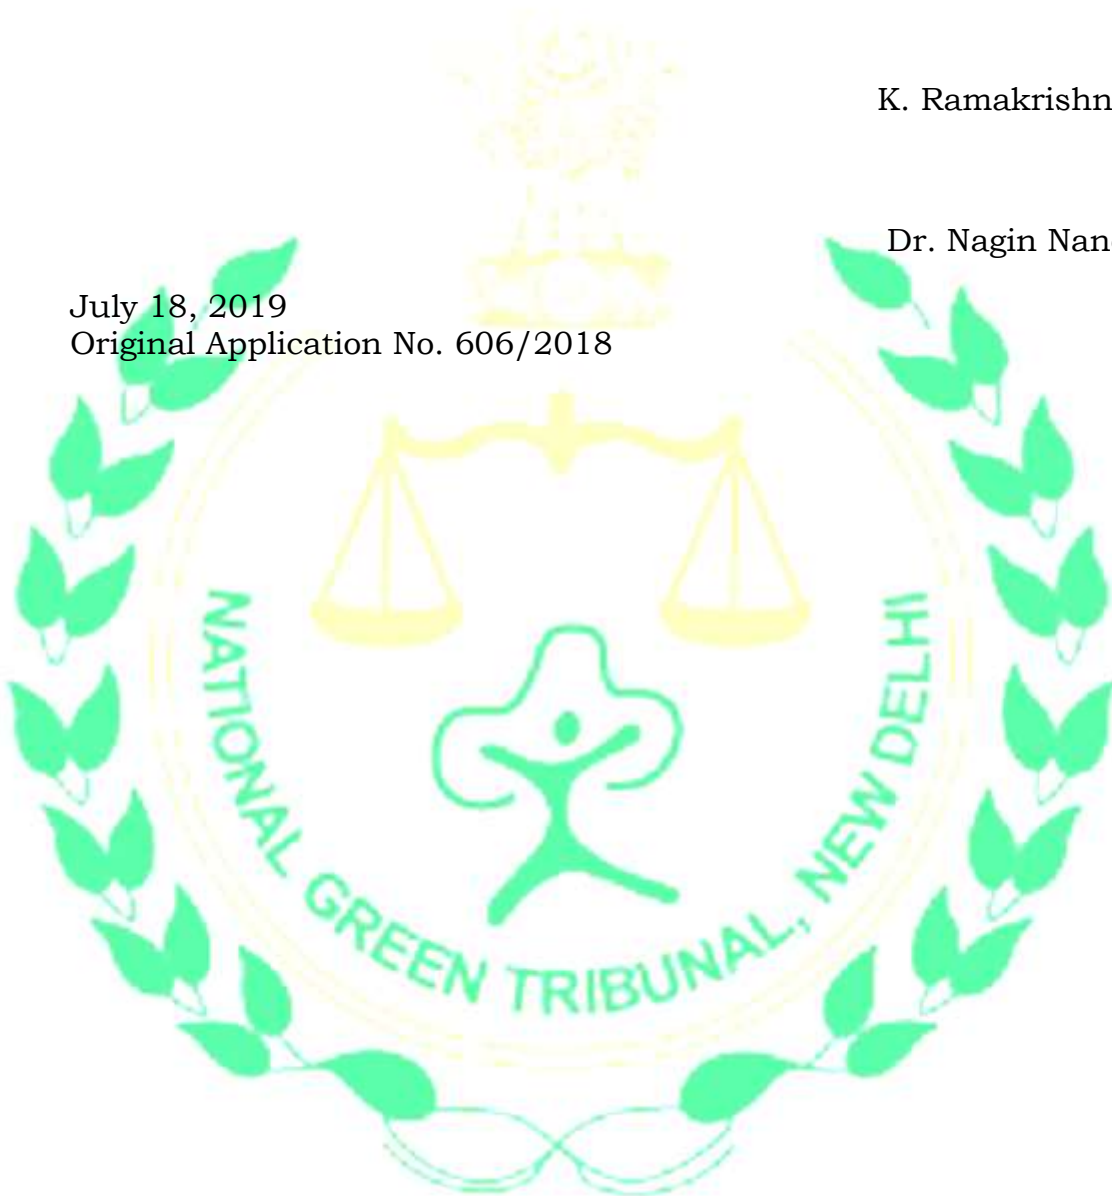 K. Ramakrishn
Dr. Nagin Nan
July 18, 2019
Original Application No. 606/2018
NATIONAL GREEN TRIBUNAL, NEW DELHI